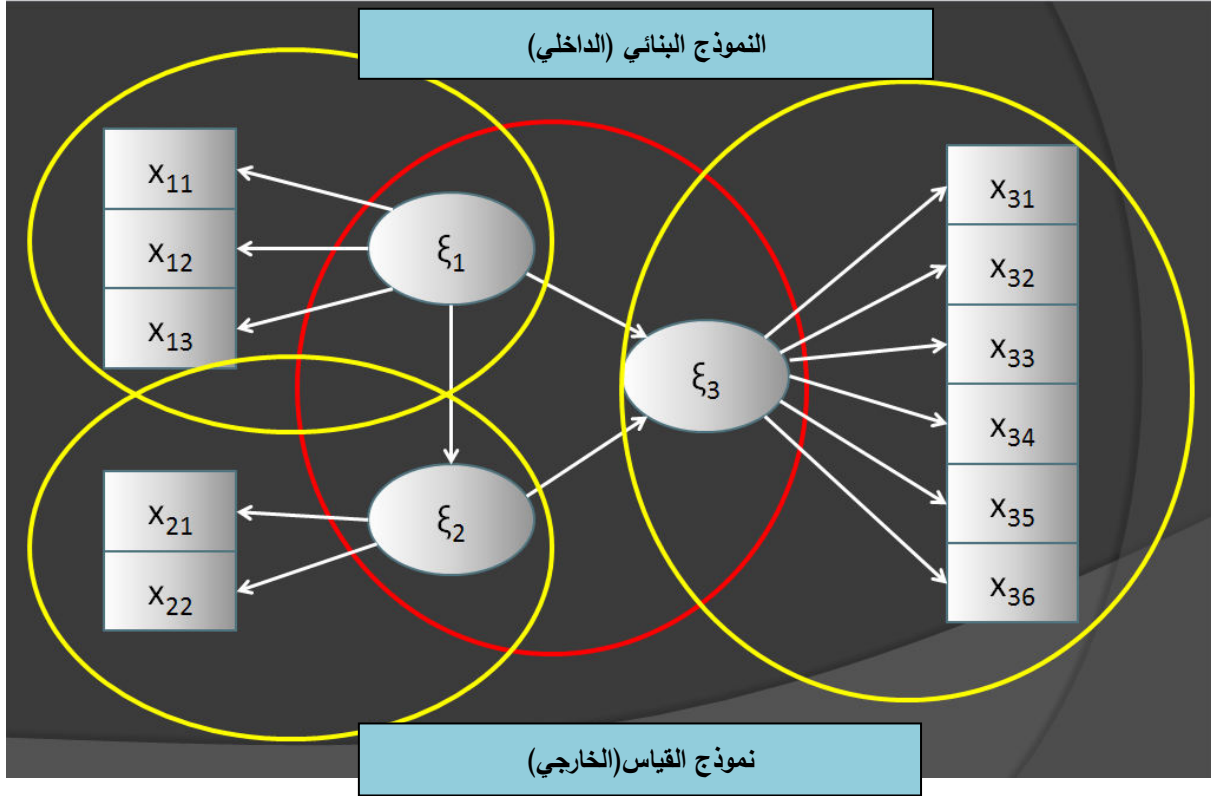 النموذج البنائي (الداخلي)
x11
x12
x13
ξ1
x21
x22
ξ2
ξ3
x31
x32
x33
x34
x35
x36
نموذج القياس(الخارجي)